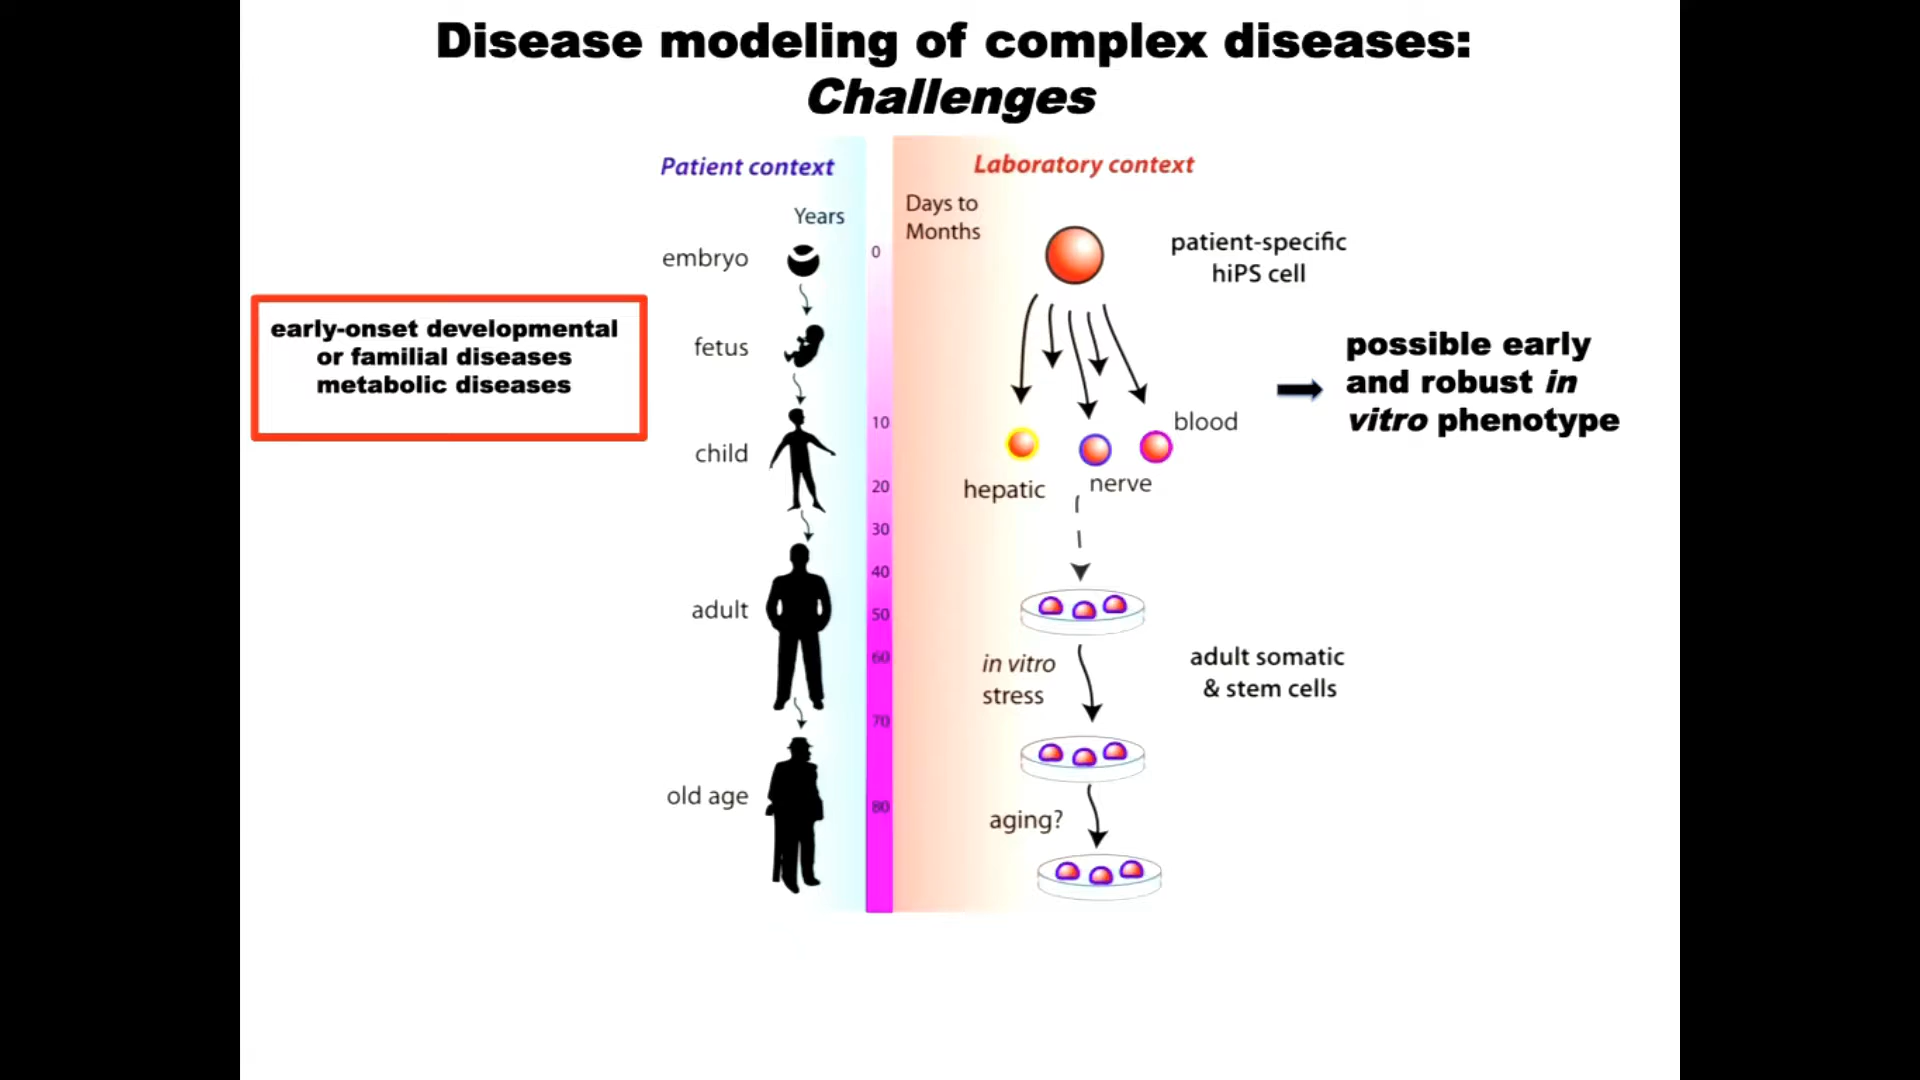 Disease modeling of complex diseases:
Challenges
Patient context
Laboratory context
Years
Days to
Months
embryo
0
patient-specific
hiPS cell
early-onset developmental
or familial diseases
metabolic diseases
fetus
possible early
and robust in
vitro phenotype
10
blood
child
20
hepatic
nerve
30
40
adult
50
60
in vitro
stress
adult somatic
& stem cells
70
old age
80
aging?